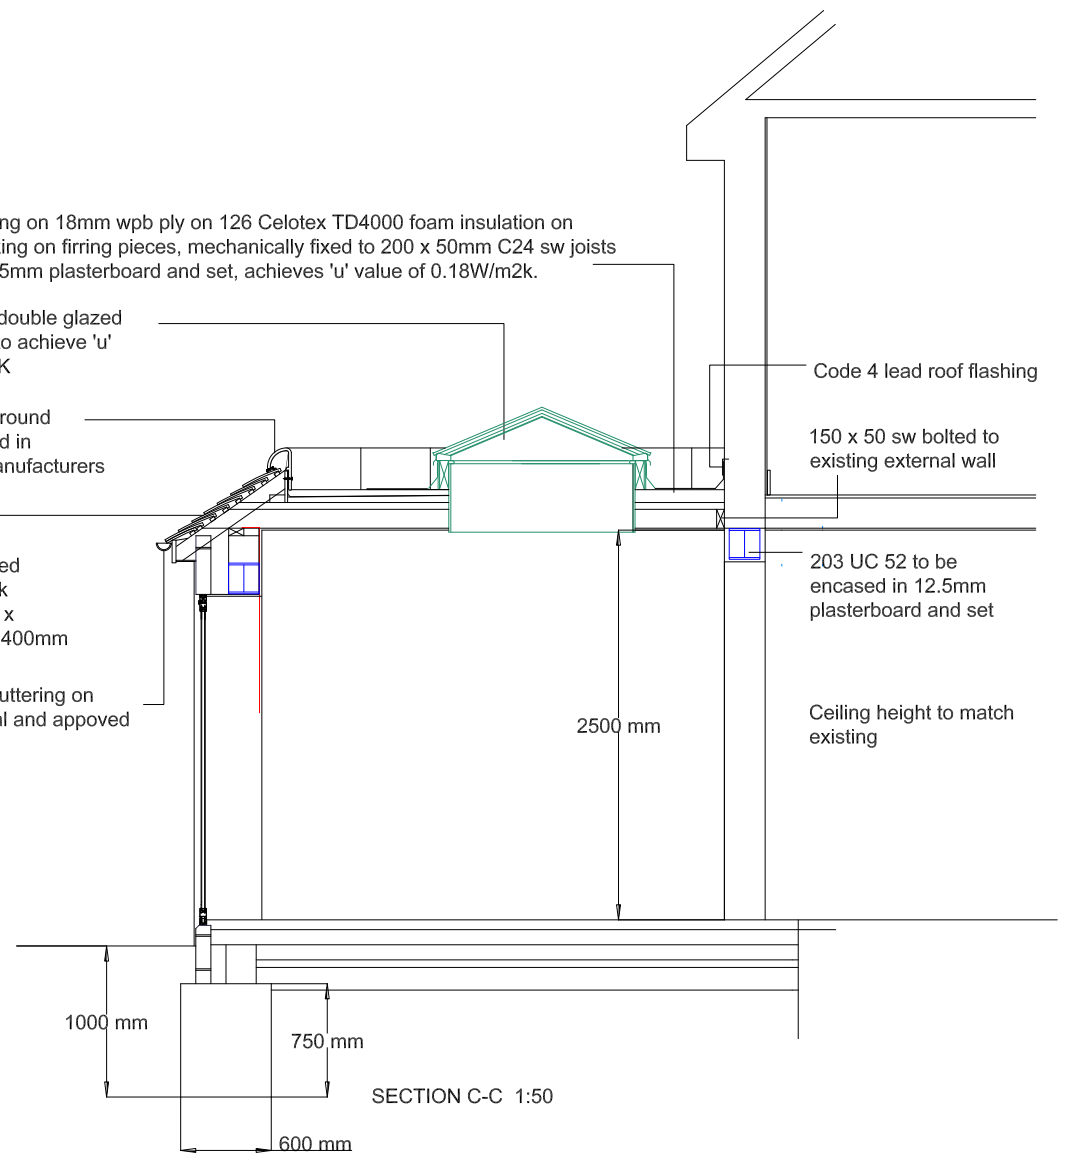 ng on 18mm wpb ply on 126 Celotex TD4000 foam insulation on
ing on firring pieces, mechanically fixed to 200 x 50mm C24 sw joists
5mm plasterboard and set, achieves 'u' value of 0.18W/m2k.
double glazed
to achieve 'u'
K
round
d in
anufacturers
Code 4 lead roof flashing
150 x 50 sw bolted to
existing external wall
ed
k
x
400mm
203 UC 52 to be
encased in 12.5mm
plasterboard and set
uttering on
al and appoved
2500 mm
Ceiling height to match
existing
1000 mm
750 mm
SECTION C-C 1:50
600 mm